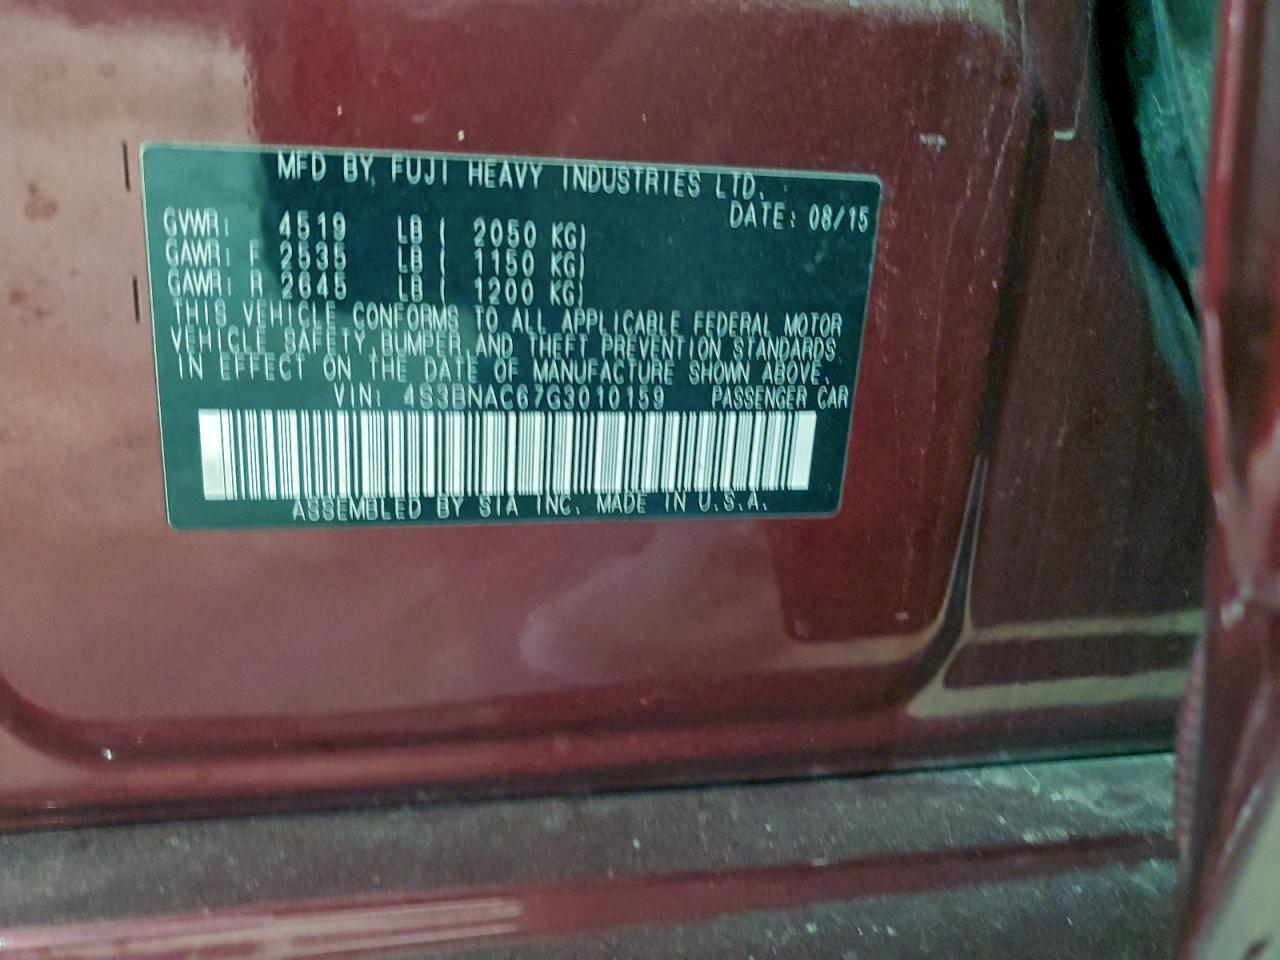 MFD BY, FUJI HEAVY INDUSTRIES LTD.
DATE: 08/15
GVWR: 4519 LB ( 2050 KG)
GAWR: F 2535 LB ( 1150 KG)
GAWR: R 2645 LB ( 1200 KG)
THIS VEHICLE CONFORMS TO ALL APPLICABLE FEDERAL MOTOR
VEHICLE SAFETY,BUMPER AND THEFT PREVENTION STANDARDS
IN EFFECT ON THE DATE OF MANUFACTURE SHOWN ABOVE.
VIN: 4S3BNAC67G3010159 PASSENGER CAR
ASSEMBLED BY SIA INC. MADE IN U.S.A.